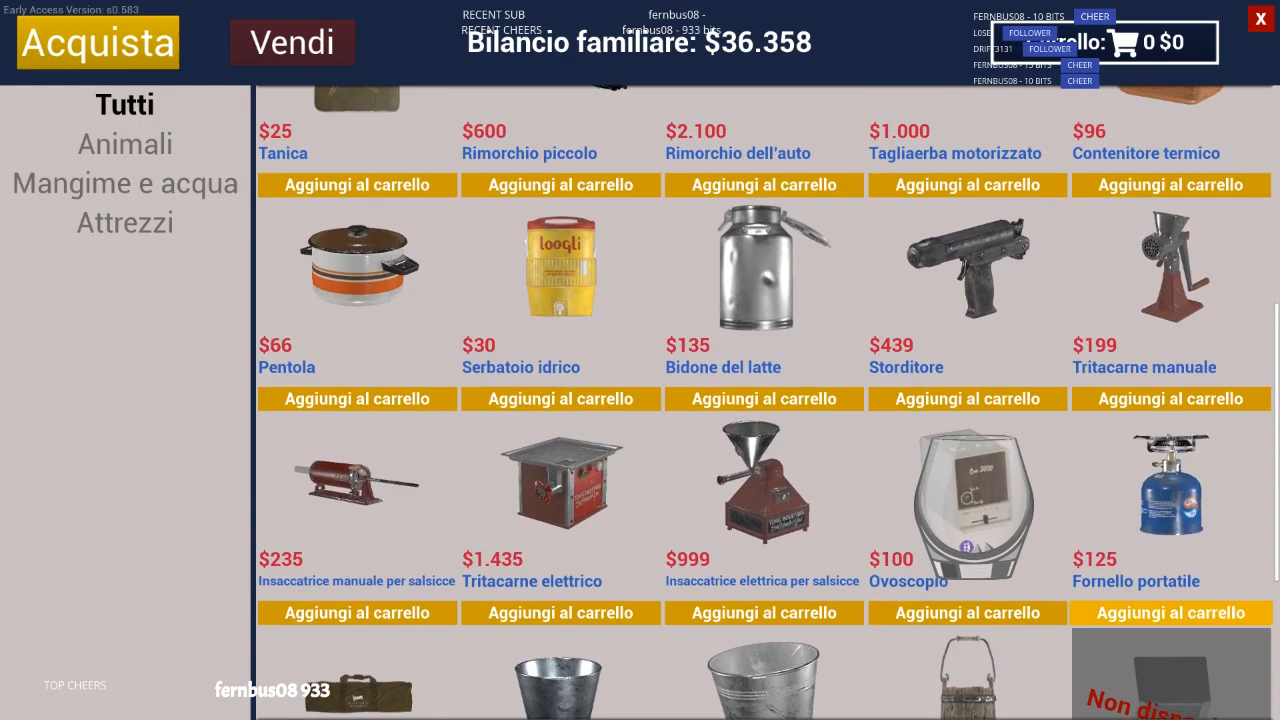 Early Access Version: s0.583
Acquista
Vendi
RECENT SUB
fernbus08 -
RECENT CHEERS
fernbus08 - 933 bits
Bilancio familiare: $36.358
FERNBUS08 - 10 BITS CHEER
FOLLOWER
FOLLOWER
CHEER
FERNBUS08 - 10 BITS CHEER
0 $0
X
Tutti
Animali
Mangime e acqua
Attrezzi
$25
$600
$2.100
$1.000
$96
Tanica
Rimorchio piccolo
Rimorchio dell'auto
Tagliaerba motorizzato
Contenitore termico
Aggiungi al carrello
Aggiungi al carrello
Aggiungi al carrello
Aggiungi al carrello
Aggiungi al carrello
loogli
$66
$30
$135
$439
$199
Pentola
Serbatoio idrico
Bidone del latte
Storditore
Tritacarne manuale
Aggiungi al carrello
Aggiungi al carrello
Aggiungi al carrello
Aggiungi al carrello
Aggiungi al carrello
$235
$1.435
$999
$100
$125
Insaccatrice manuale per salsicce
Tritacarne elettrico
Insaccatrice elettrica per salsicce
Ovoscopio
Fornello portatile
Aggiungi al carrello
Aggiungi al carrello
Aggiungi al carrello
Aggiungi al carrello
Aggiungi al carrello
Non
TOP CHEERS
fernbus08 933